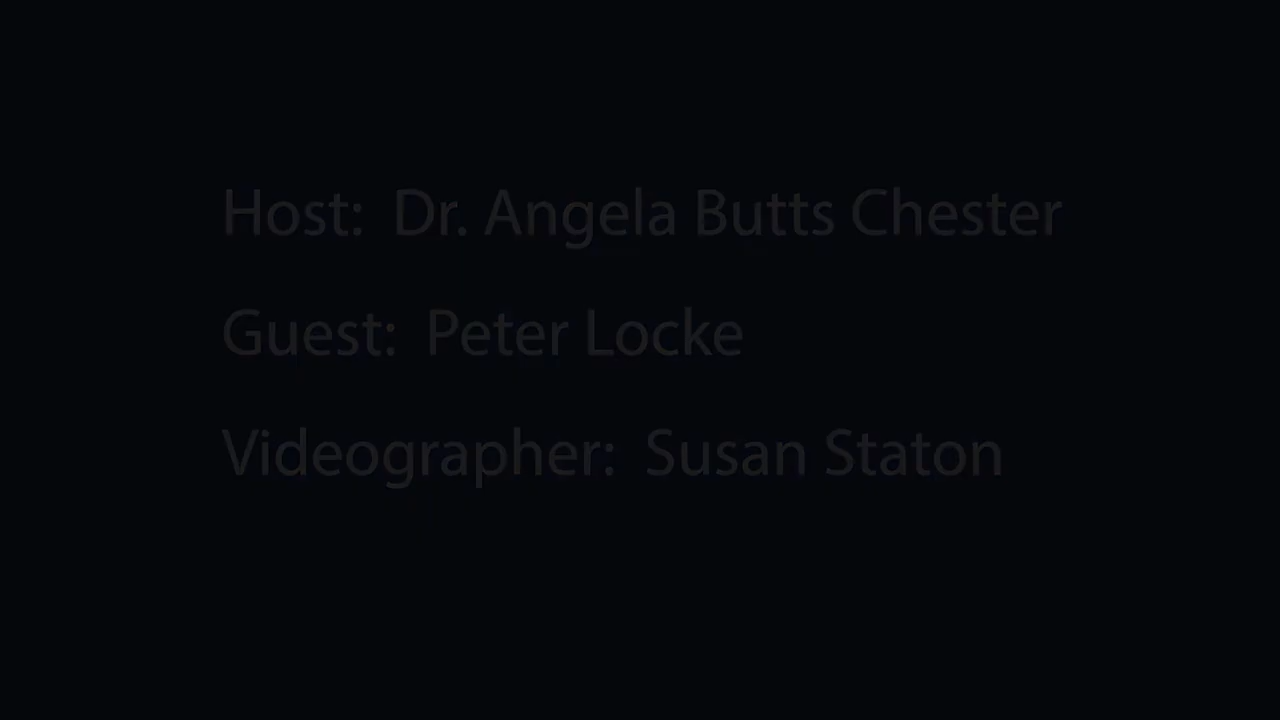 Host:  Dr. Angela Butts Chester
Guest:  Peter Locke
Videographer:  Susan Staton